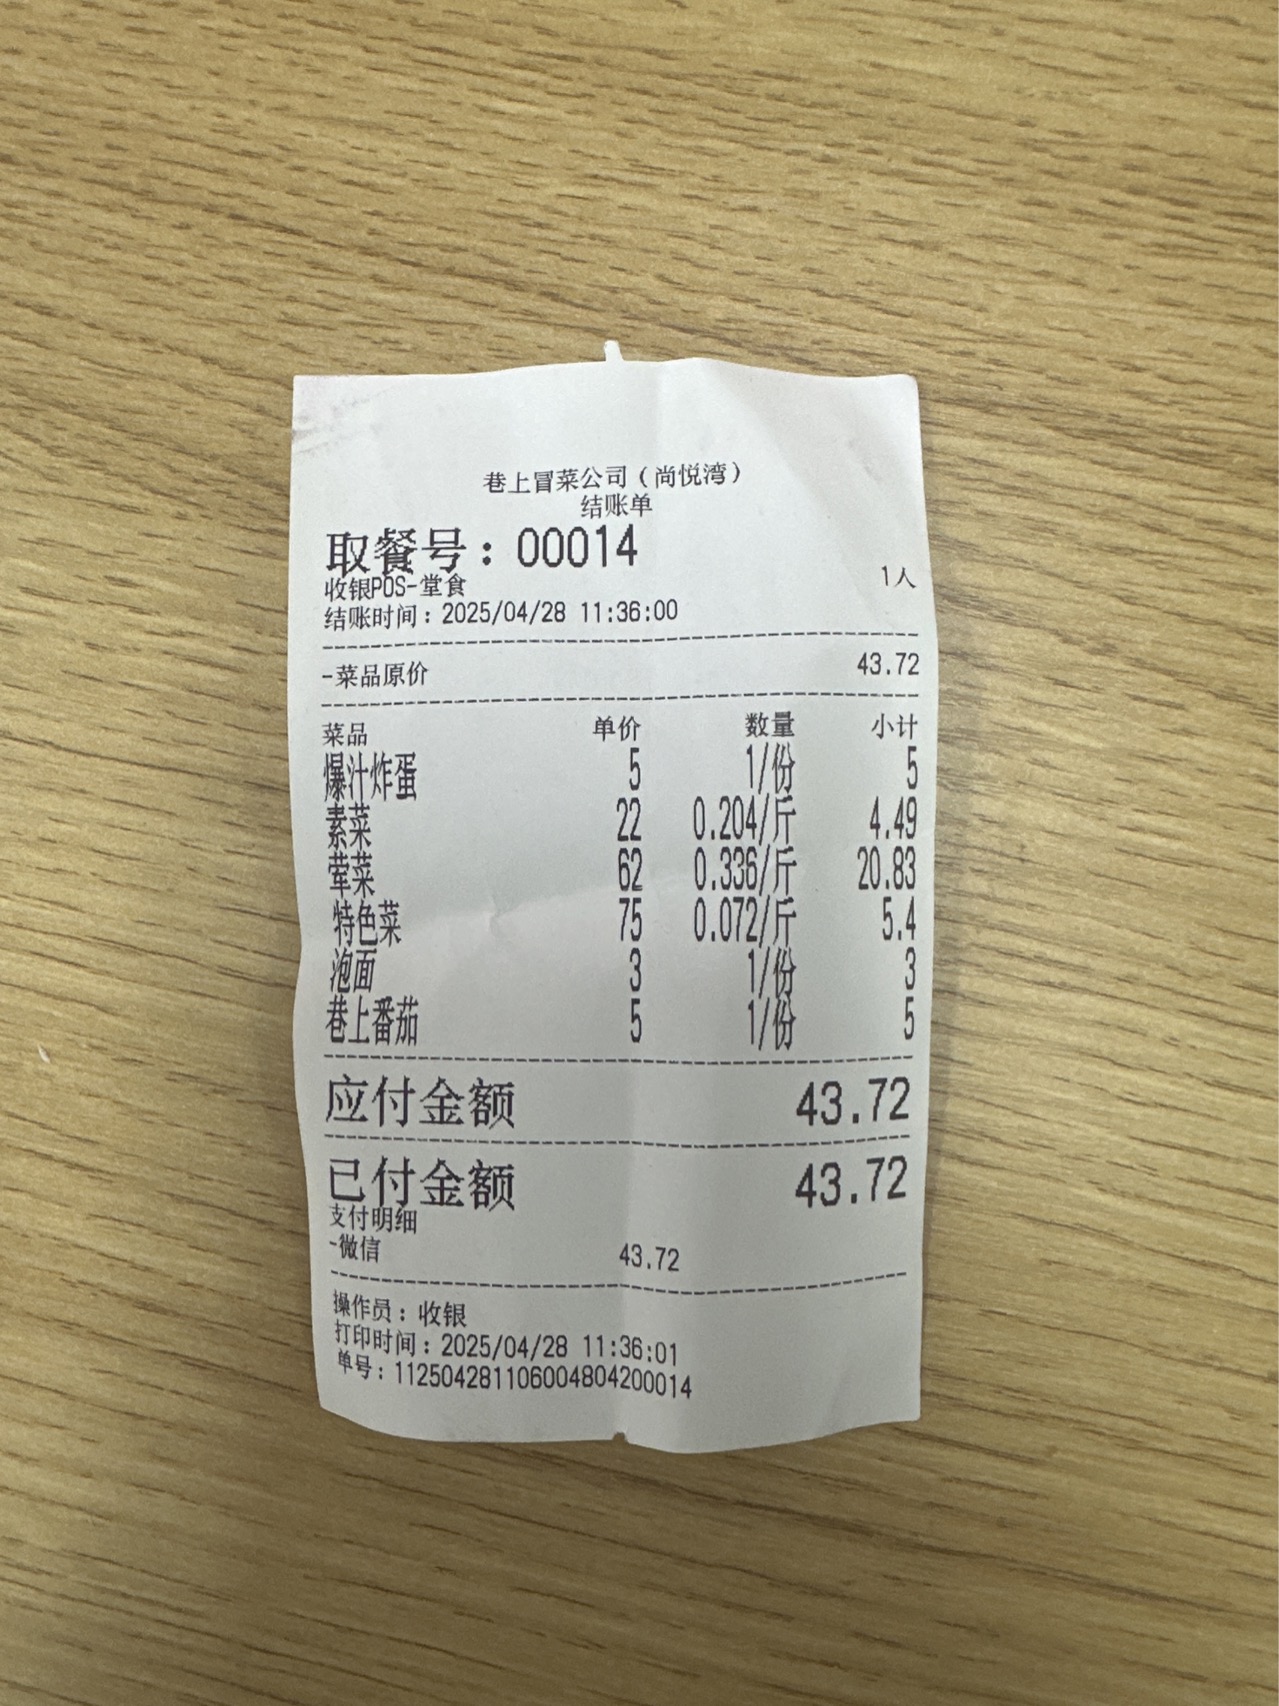 巷上冒菜公司（尚悦湾）
结账单
取餐号：00014
收银POS-堂食 1人
结账时间：2025/04/28 11:36:00
-菜品原价 43.72
菜品 单价 数量 小计
爆汁炸蛋 5 1/份 5
素菜 22 0.204/斤 4.49
荤菜 62 0.336/斤 20.83
特色菜 75 0.072/斤 5.4
泡面 3 1/份 3
巷上番茄 5 1/份 5
应付金额 43.72
已付金额 43.72
支付明细
-微信 43.72
操作员：收银
打印时间：2025/04/28 11:36:01
单号：112504281106004804200014